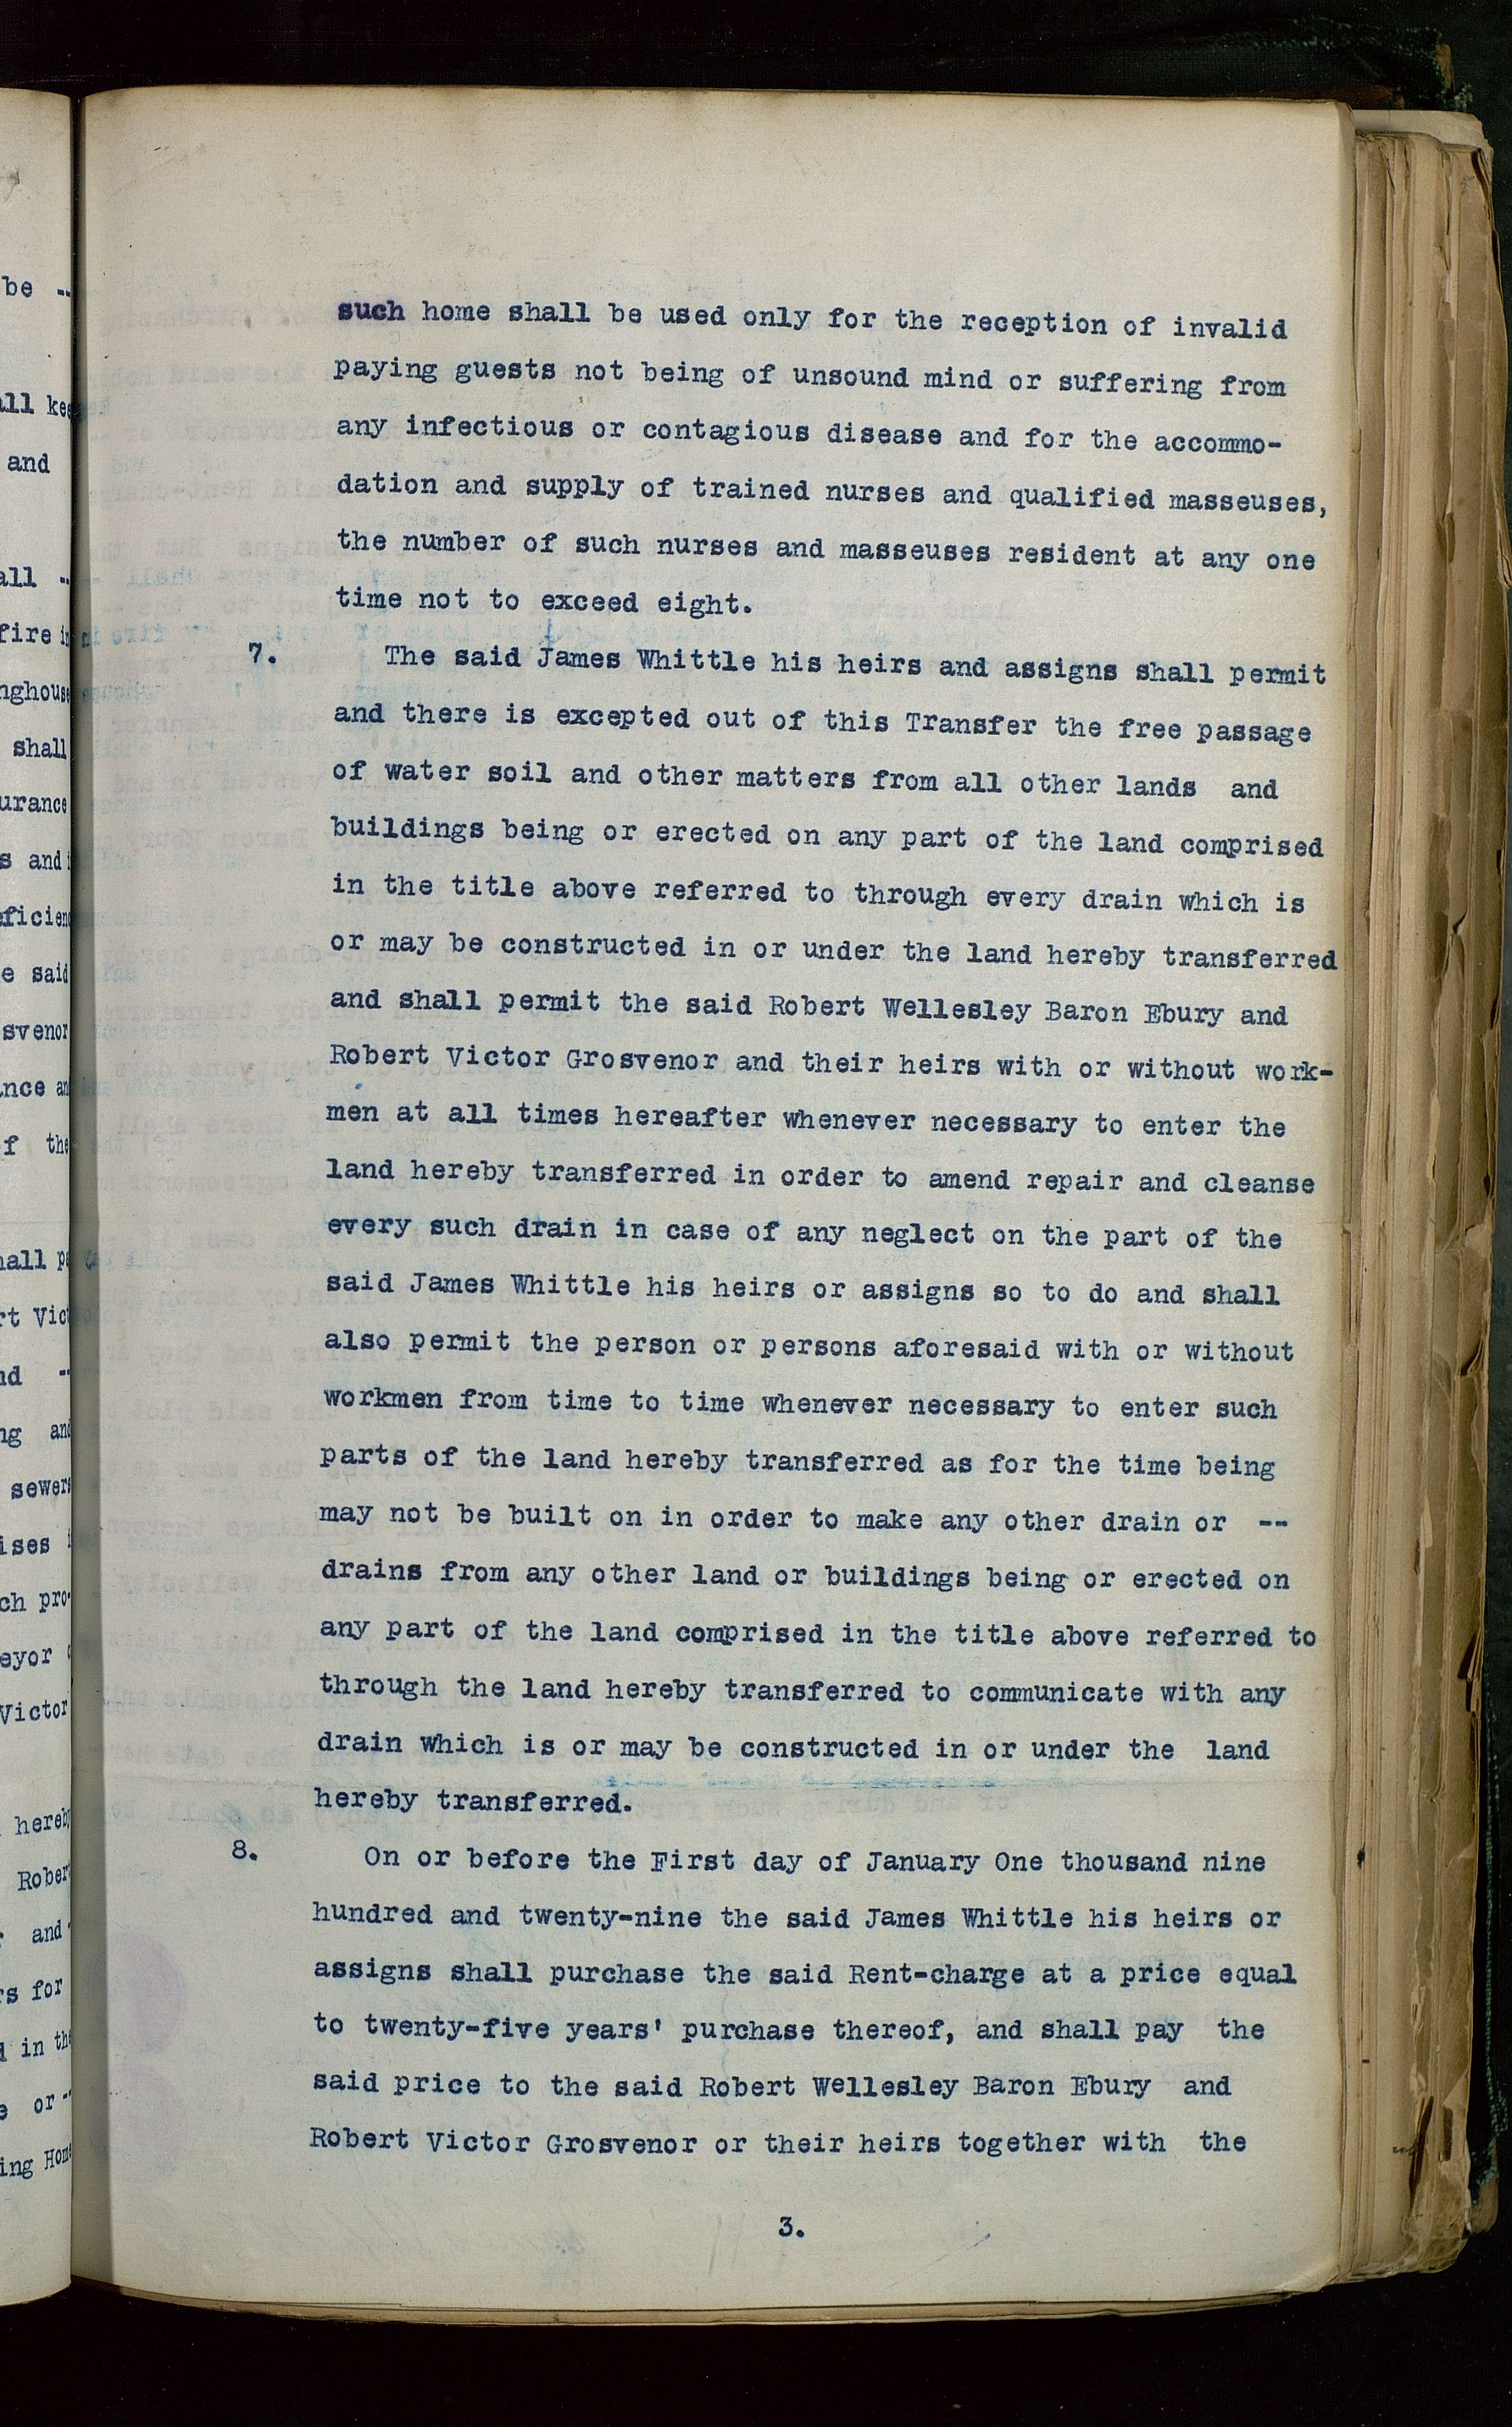 such home shall be used only for the reception of invalid
paying guests not being of unsound mind or suffering from
any infectious or contagious disease and for the accommo-
dation and supply of trained nurses and qualified masseuses,
the number of such nurses and masseuses resident at any one
time not to exceed eight.
7. The said James Whittle his heirs and assigns shall permit
and there is excepted out of this Transfer the free passage
of water soil and other matters from all other lands and
buildings being or erected on any part of the land comprised
in the title above referred to through every drain which is
or may be constructed in or under the land hereby transferred
and shall permit the said Robert Wellesley Baron Ebury and
Robert Victor Grosvenor and their heirs with or without work-
men at all times hereafter whenever necessary to enter the
land hereby transferred in order to amend repair and cleanse
every such drain in case of any neglect on the part of the
said James Whittle his heirs or assigns so to do and shall
also permit the person or persons aforesaid with or without
workmen from time to time whenever necessary to enter such
parts of the land hereby transferred as for the time being
may not be built on in order to make any other drain or --
drains from any other land or buildings being or erected on
any part of the land comprised in the title above referred to
through the land hereby transferred to communicate with any
drain which is or may be constructed in or under the land
hereby transferred.
8. On or before the First day of January One thousand nine
hundred and twenty-nine the said James Whittle his heirs or
assigns shall purchase the said Rent-charge at a price equal
to twenty-five years' purchase thereof, and shall pay the
said price to the said Robert Wellesley Baron Ebury and
Robert Victor Grosvenor or their heirs together with the
3.